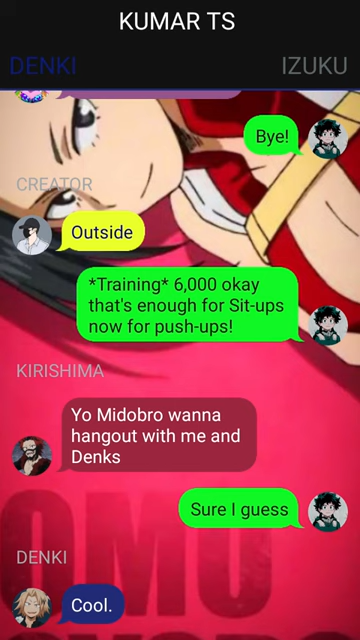 KUMAR TS
DENKI
IZUKU
Bye!
CREATOR
Outside
*Training* 6,000 okay
that's enough for Sit-ups
now for push-ups!
KIRISHIMA
Yo Midobro wanna
hangout with me and
Denks
Sure I guess
DENKI
Cool.